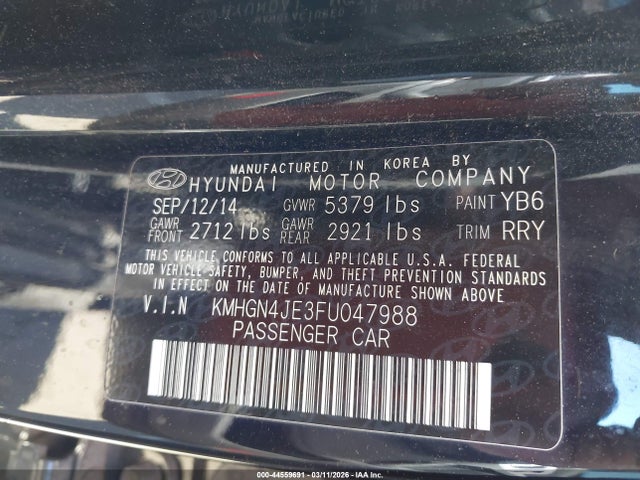 MANUFACTURED IN KOREA BY
HYUNDAI MOTOR COMPANY
SEP/12/14 GVWR 5379 lbs PAINT YB6
GAWR FRONT 2712 lbs GAWR REAR 2921 lbs TRIM RRY
THIS VEHICLE CONFORMS TO ALL APPLICABLE U.S.A. FEDERAL
MOTOR VEHICLE SAFETY, BUMPER, AND THEFT PREVENTION STANDARDS
IN EFFECT ON THE DATE OF MANUFACTURE SHOWN ABOVE
V.I.N KMHGN4JE3FU047988
PASSENGER CAR
000-44559691 - 03/11/2026 - © IAA, Inc.